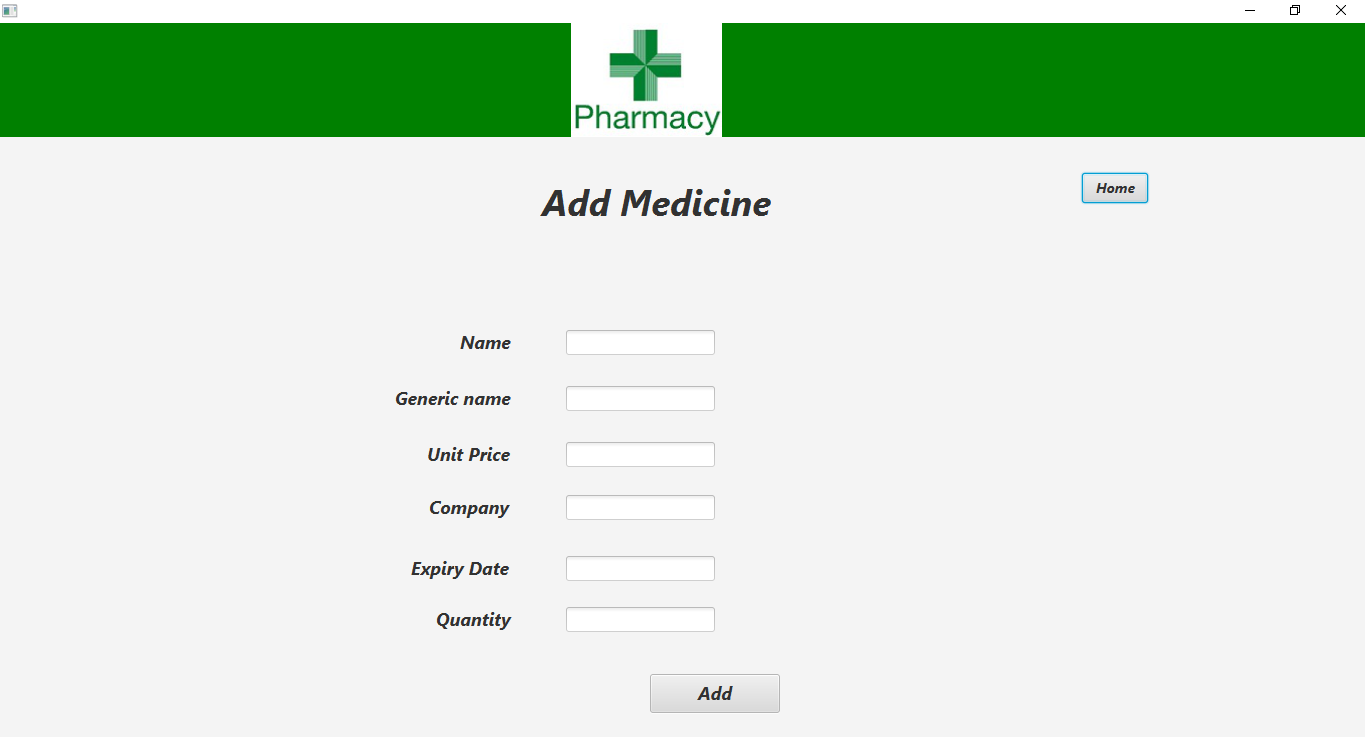 Pharmacy
Add Medicine
Home
Name
Generic name
Unit Price
Company
Expiry Date
Quantity
Add